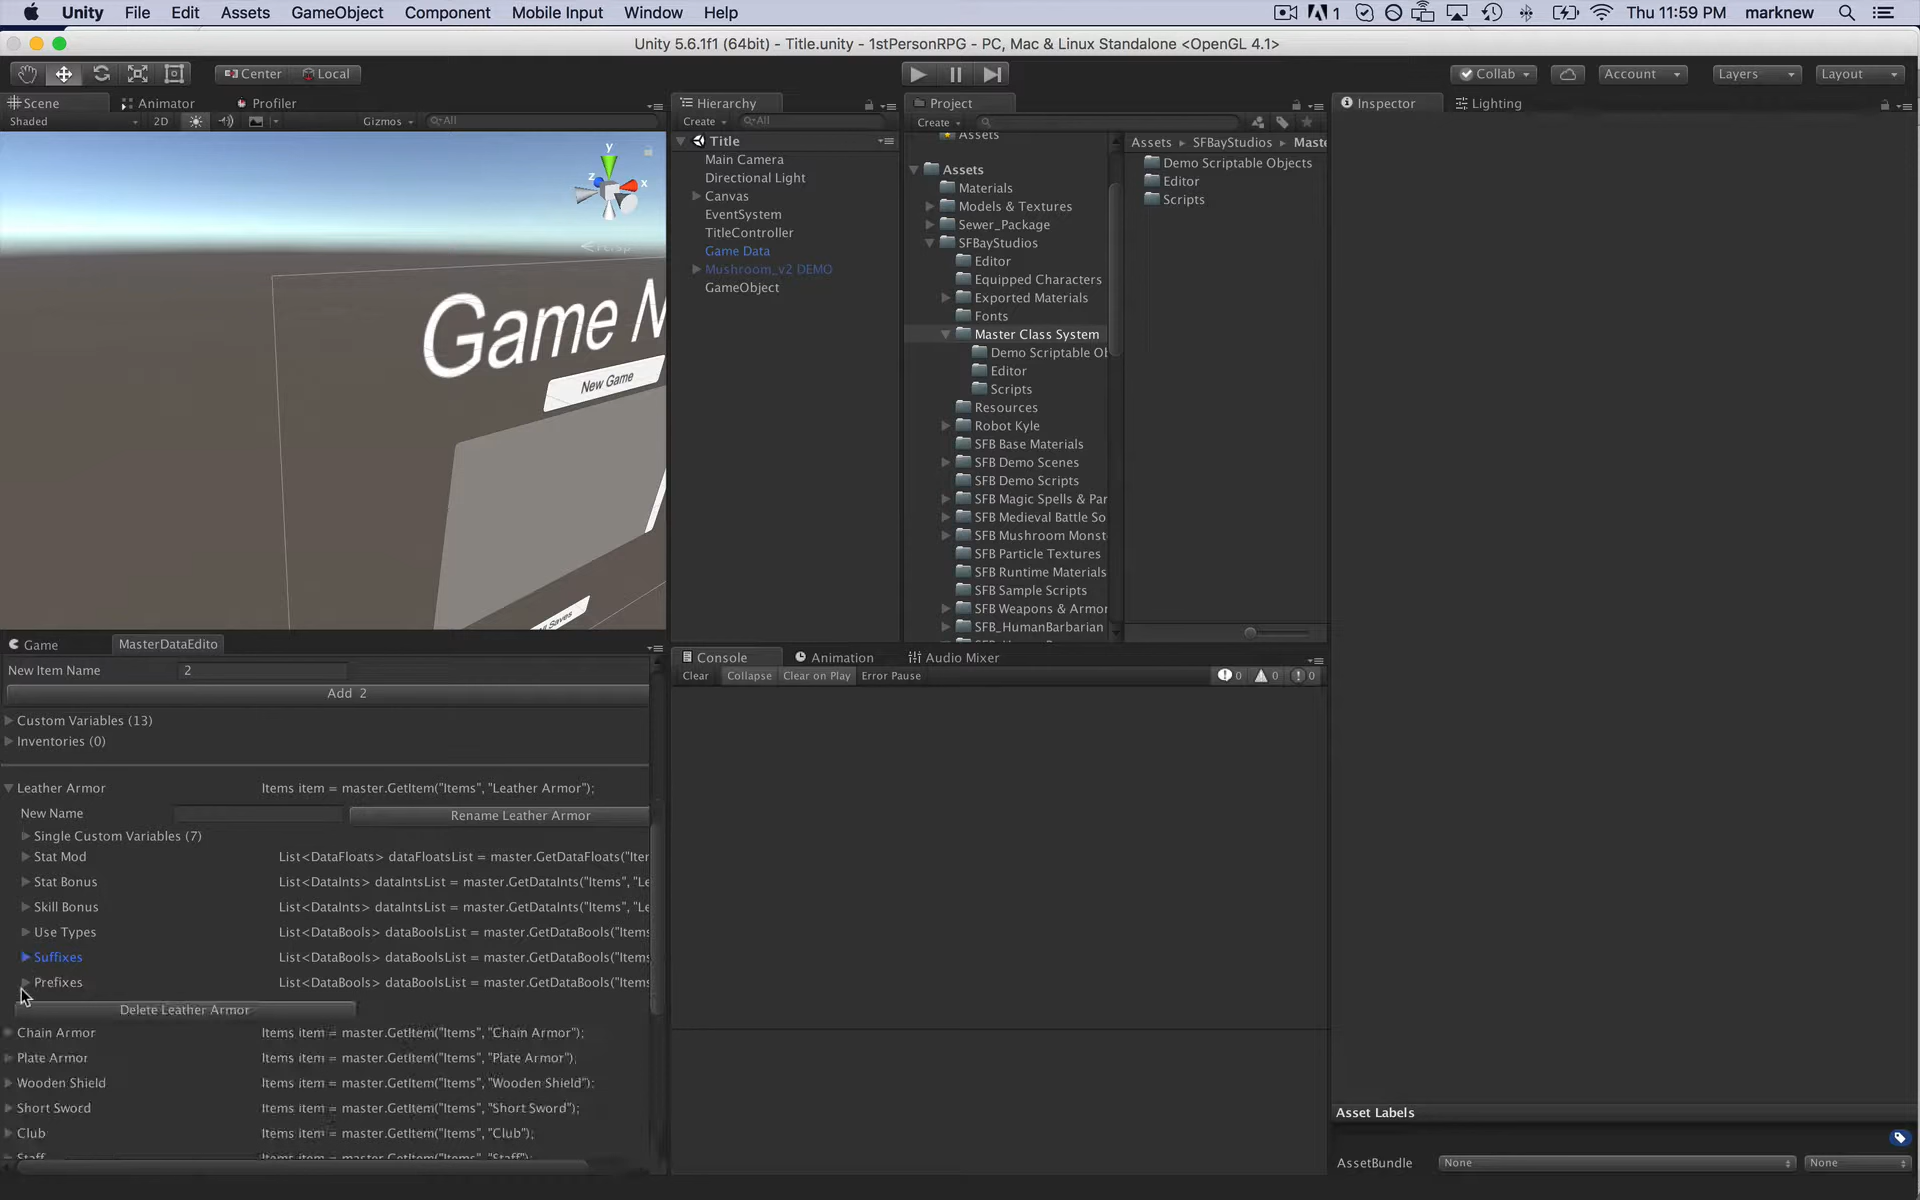 Unity File Edit Assets GameObject Component Mobile Input Window Help 1 Thu 11:59 PM marknew
Unity 5.6.1f1 (64bit) - Title.unity - 1stPersonRPG - PC, Mac & Linux Standalone <OpenGL 4.1>
Center Local Collab Account Layers Layout
Scene Animator Profiler
Shaded 2D Gizmos All
y
z x
Persp
Game M
New Game
Saves
Hierarchy
Create All
Title
Main Camera
Directional Light
Canvas
EventSystem
TitleController
Game Data
Mushroom_v2 DEMO
GameObject
Project
Create
Assets
Assets
Materials
Models & Textures
Sewer_Package
SFBayStudios
Editor
Equipped Characters
Exported Materials
Fonts
Master Class System
Demo Scriptable Ob
Editor
Scripts
Resources
Robot Kyle
SFB Base Materials
SFB Demo Scenes
SFB Demo Scripts
SFB Magic Spells & Par
SFB Medieval Battle So
SFB Mushroom Monst
SFB Particle Textures
SFB Runtime Materials
SFB Sample Scripts
SFB Weapons & Armor
SFB_HumanBarbarian
Assets SFBayStudios Maste
Demo Scriptable Objects
Editor
Scripts
Inspector Lighting
Game MasterDataEdito
New Item Name 2
Add 2
Custom Variables (13)
Inventories (0)
Leather Armor Items item = master.GetItem("Items", "Leather Armor");
New Name Rename Leather Armor
Single Custom Variables (7)
Stat Mod List<DataFloats> dataFloatsList = master.GetDataFloats("Iter
Stat Bonus List<DataInts> dataIntsList = master.GetDataInts("Items", "Le
Skill Bonus List<DataInts> dataIntsList = master.GetDataInts("Items", "Le
Use Types List<DataBools> dataBoolsList = master.GetDataBools("Items
Suffixes List<DataBools> dataBoolsList = master.GetDataBools("Items
Prefixes List<DataBools> dataBoolsList = master.GetDataBools("Items
Delete Leather Armor
Chain Armor Items item = master.GetItem("Items", "Chain Armor");
Plate Armor Items item = master.GetItem("Items", "Plate Armor");
Wooden Shield Items item = master.GetItem("Items", "Wooden Shield");
Short Sword Items item = master.GetItem("Items", "Short Sword");
Club Items item = master.GetItem("Items", "Club");
Staff Items item = master.GetItem("Items", "Staff");
Console Animation Audio Mixer
Clear Collapse Clear on Play Error Pause 0 0 0
Asset Labels
AssetBundle None None